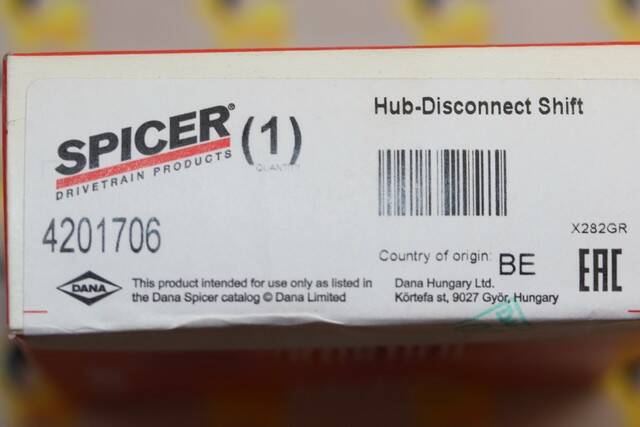 Hub-Disconnect Shift
SPICER®
DRIVETRAIN PRODUCTS
(1)
QUANTITY
4201706
X282GR
Country of origin: BE
EAC
DANA
This product intended for use only as listed in
the Dana Spicer catalog © Dana Limited
Dana Hungary Ltd.
Körtefa st, 9027 Győr, Hungary